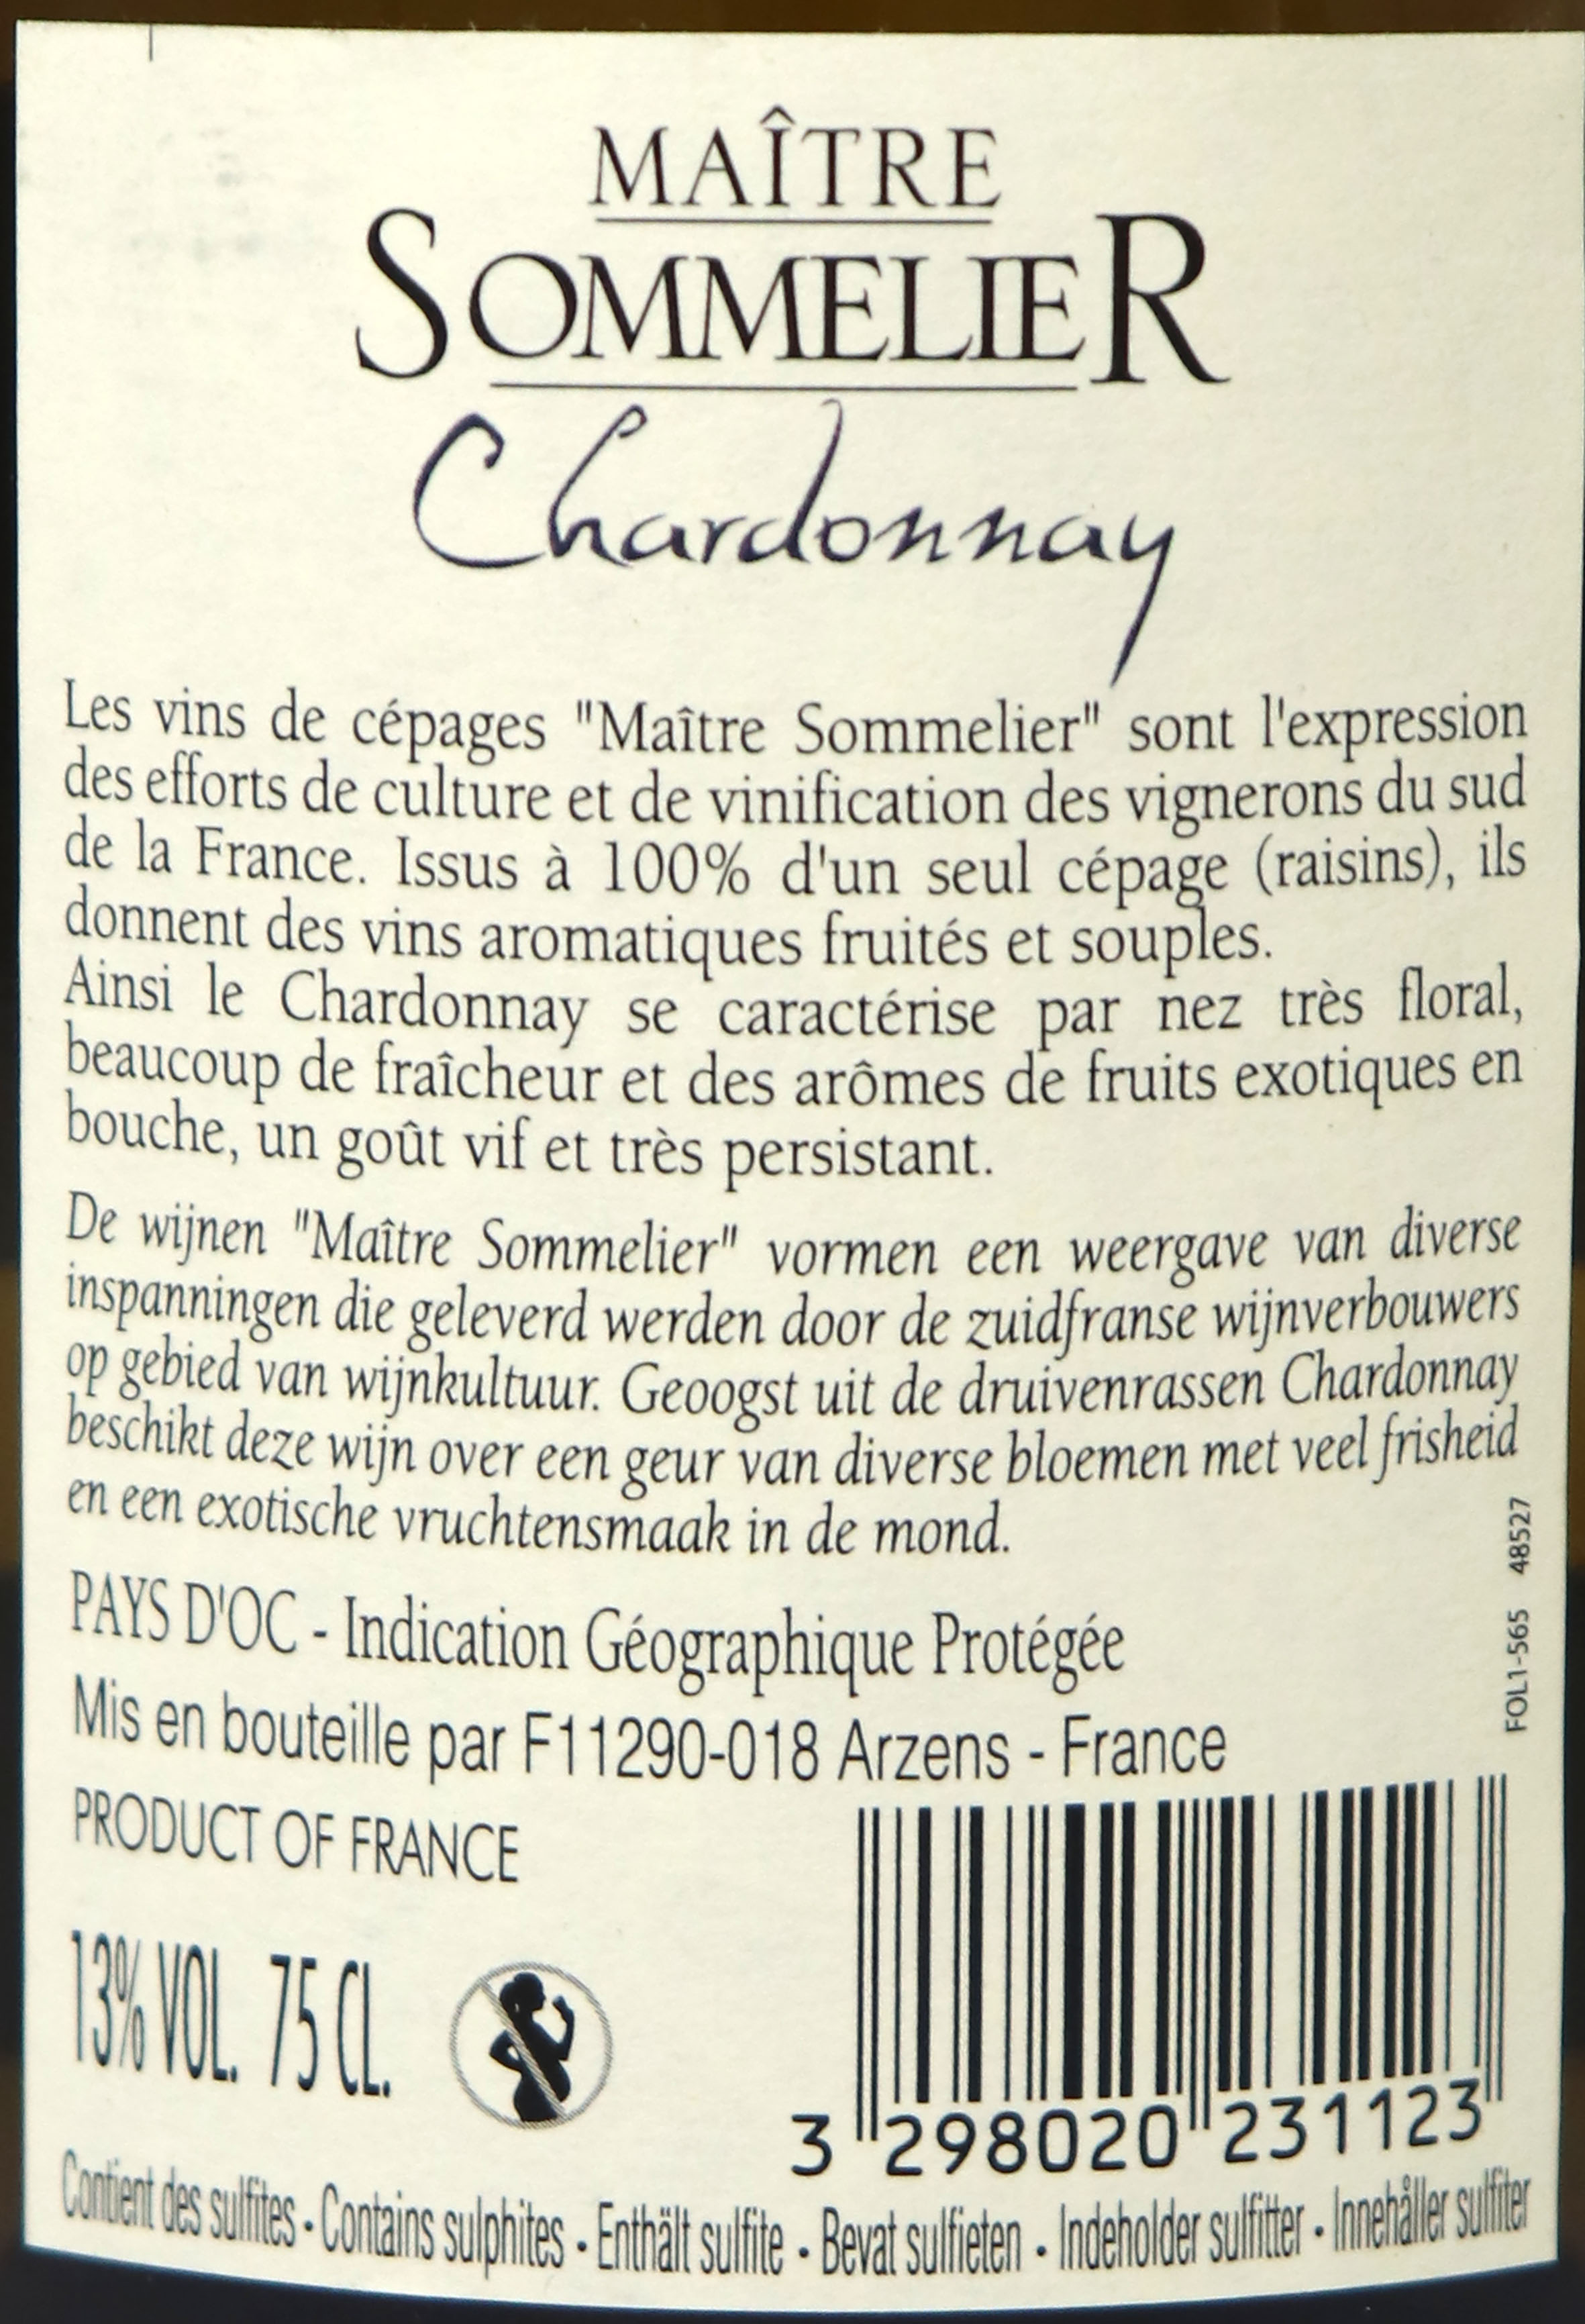 MAÎTRE
SOMMELIER
Chardonnay
Les vins de cépages "Maître Sommelier" sont l'expression
des efforts de culture et de vinification des vignerons du sud
de la France. Issus à 100% d'un seul cépage (raisins), ils
donnent des vins aromatiques fruités et souples.
Ainsi le Chardonnay se caractérise par nez très floral,
beaucoup de fraîcheur et des arômes de fruits exotiques en
bouche, un goût vif et très persistant.
De wijnen "Maître Sommelier" vormen een weergave van diverse
inspanningen die geleverd werden door de zuidfranse wijnverbouwers
op gebied van wijnkultuur. Geoogst uit de druivenrassen Chardonnay
beschikt deze wijn over een geur van diverse bloemen met veel frisheid
en een exotische vruchtensmaak in de mond.
PAYS D'OC - Indication Géographique Protégée
Mis en bouteille par F11290-018 Arzens - France
PRODUCT OF FRANCE
13% VOL. 75 CL.
FOL1-565 48527
3 298020 231123
Contient des sulfites - Contains sulphites - Enthält sulfite - Bevat sulfieten - Indeholder sulfitter - Innehåller sulfiter